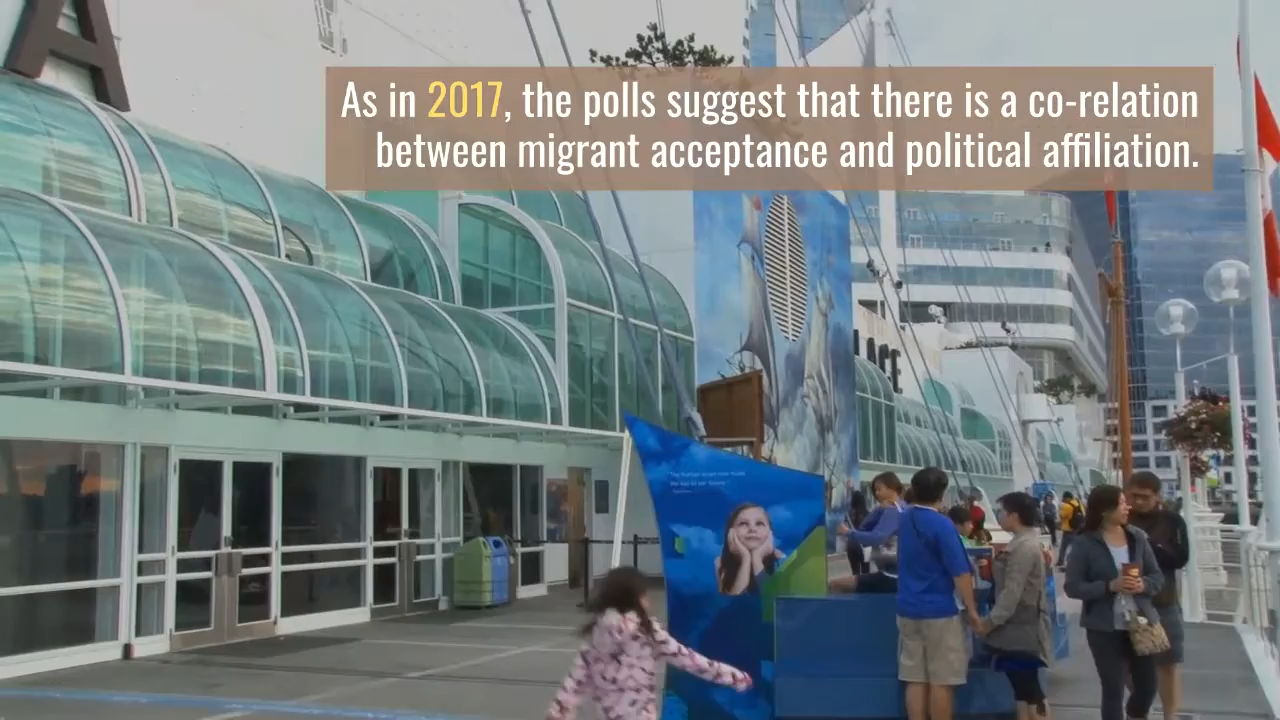 A
As in 2017, the polls suggest that there is a co-relation
between migrant acceptance and political affiliation.